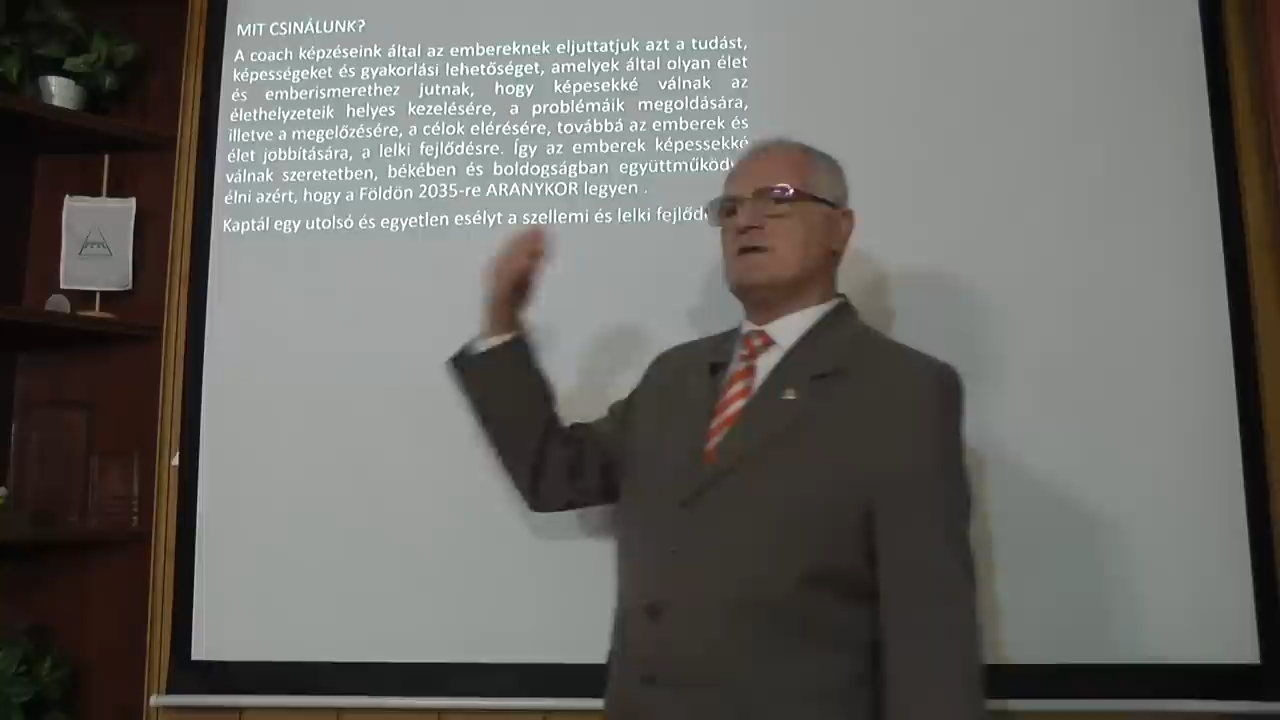 MIT CSINÁLUNK?
A coach képzéseink által az embereknek eljuttatjuk azt a tudást,
képességeket és gyakorlási lehetőséget, amelyek által olyan élet
és emberismerethez jutnak, hogy képesekké válnak az
élethelyzeteik helyes kezelésére, a problémáik megoldására,
illetve a megelőzésére, a célok elérésére, továbbá az emberek és
élet jobbítására, a lelki fejlődésre. Így az emberek képessekké
válnak szeretetben, békében és boldogságban
élni azért, hogy a Földön 2035-re ARANYKOR legyen .
Kaptál egy utolsó és egyetlen esélyt a szellemi és lelki